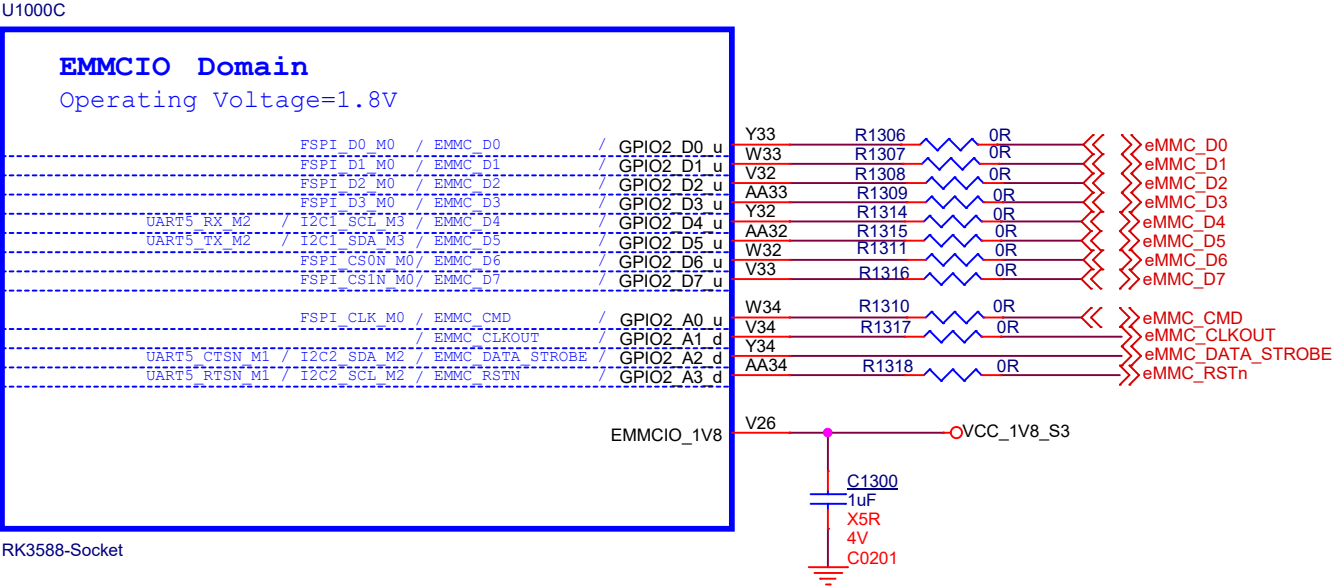 U1000C
EMMCIO Domain
Operating Voltage=1.8V
FSPI_D0_M0 / EMMC_D0 / GPIO2_D0_u Y33 R1306 0R eMMC_D0
FSPI_D1_M0 / EMMC_D1 / GPIO2_D1_u W33 R1307 0R eMMC_D1
FSPI_D2_M0 / EMMC_D2 / GPIO2_D2_u V32 R1308 0R eMMC_D2
FSPI_D3_M0 / EMMC_D3 / GPIO2_D3_u AA33 R1309 0R eMMC_D3
UART5_RX_M2 / I2C1_SCL_M3 / EMMC_D4 / GPIO2_D4_u Y32 R1314 0R eMMC_D4
UART5_TX_M2 / I2C1_SDA_M3 / EMMC_D5 / GPIO2_D5_u AA32 R1315 0R eMMC_D5
FSPI_CS0N_M0/ EMMC_D6 / GPIO2_D6_u W32 R1311 0R eMMC_D6
FSPI_CS1N_M0/ EMMC_D7 / GPIO2_D7_u V33 R1316 0R eMMC_D7
FSPI_CLK_M0 / EMMC_CMD / GPIO2_A0_u W34 R1310 0R eMMC_CMD
/ EMMC_CLKOUT / GPIO2_A1_d V34 R1317 0R eMMC_CLKOUT
UART5_CTSN_M1 / I2C2_SDA_M2 / EMMC_DATA_STROBE / GPIO2_A2_d Y34 eMMC_DATA_STROBE
UART5_RTSN_M1 / I2C2_SCL_M2 / EMMC_RSTN / GPIO2_A3_d AA34 R1318 0R eMMC_RSTn
EMMCIO_1V8 V26 VCC_1V8_S3
C1300
1uF
X5R
4V
C0201
RK3588-Socket